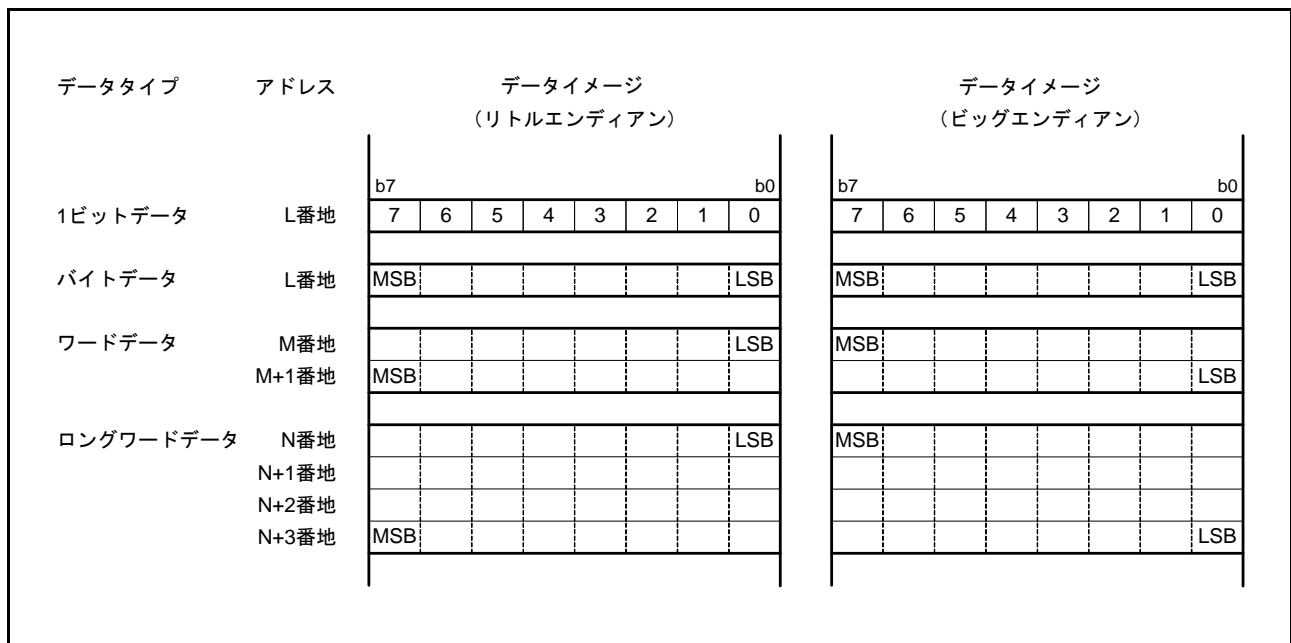 データタイプ アドレス データイメージ データイメージ
(リトルエンディアン) (ビッグエンディアン)
b7 b0 b7 b0
1ビットデータ L番地 7 6 5 4 3 2 1 0 7 6 5 4 3 2 1 0
バイトデータ L番地 MSB LSB MSB LSB
ワードデータ M番地 LSB MSB
M+1番地 MSB LSB
ロングワードデータ N番地 LSB MSB
N+1番地
N+2番地
N+3番地 MSB LSB